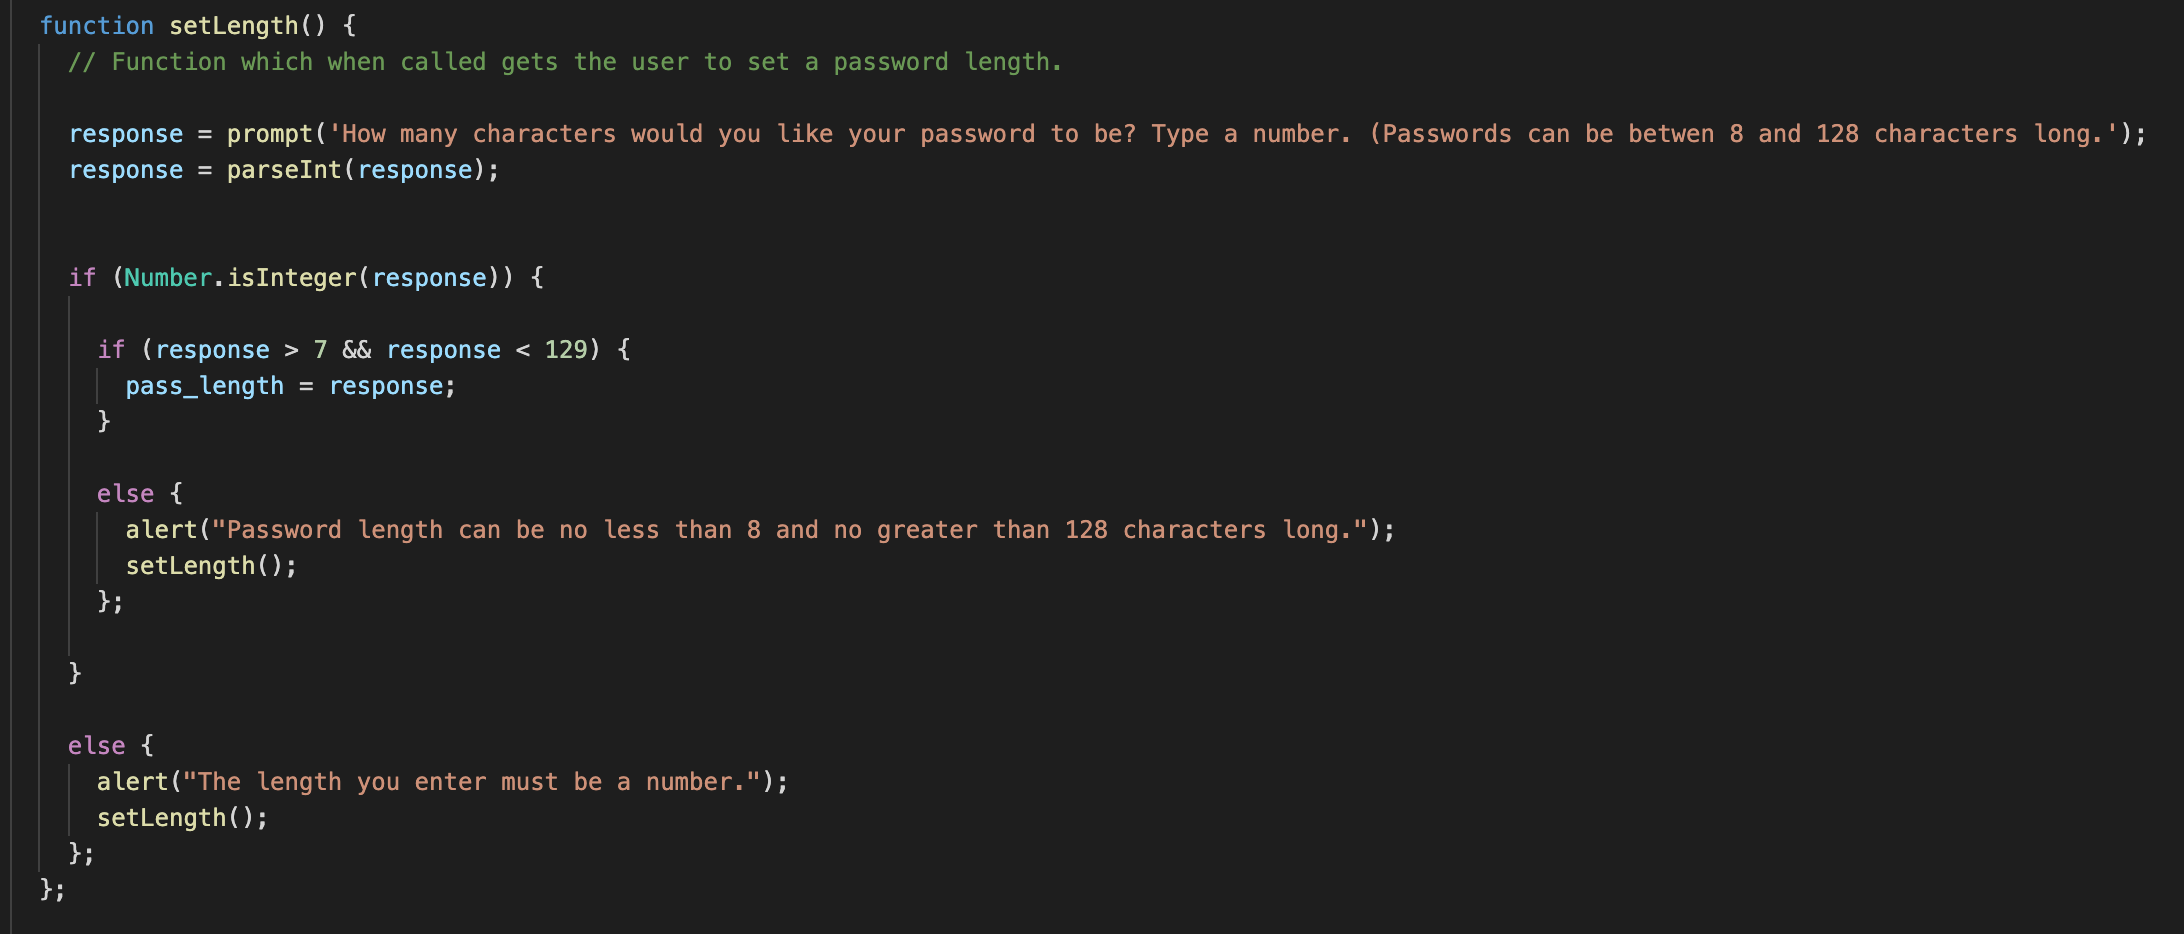 function setLength() {
// Function which when called gets the user to set a password length.
response = prompt('How many characters would you like your password to be? Type a number. (Passwords can be betwen 8 and 128 characters long.');
response = parseInt(response);
if (Number.isInteger(response)) {
if (response > 7 && response < 129) {
pass_length = response;
}
else {
alert("Password length can be no less than 8 and no greater than 128 characters long.");
setLength();
};
}
else {
alert("The length you enter must be a number.");
setLength();
};
};